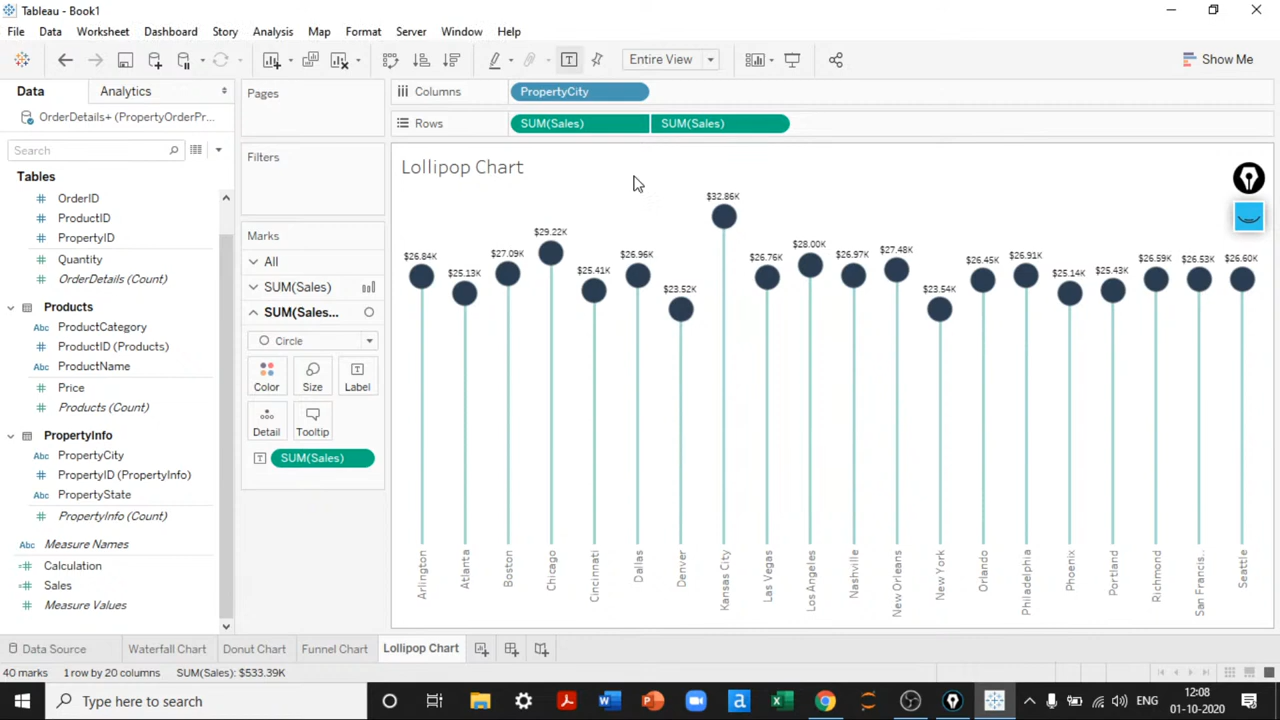 Tableau - Book1
File Data Worksheet Dashboard Story Analysis Map Format Server Window Help
Entire View
Show Me
Data Analytics
OrderDetails+ (PropertyOrderPr...
Search
Tables
OrderID
ProductID
PropertyID
Quantity
OrderDetails (Count)
Products
Abc ProductCategory
ProductID (Products)
Abc ProductName
Price
Products (Count)
PropertyInfo
Abc PropertyCity
PropertyID (PropertyInfo)
Abc PropertyState
PropertyInfo (Count)
Abc Measure Names
Calculation
Sales
Measure Values
Pages
Filters
Marks
All
SUM(Sales)
SUM(Sales...
Circle
Color Size Label
Detail Tooltip
SUM(Sales)
Columns PropertyCity
Rows SUM(Sales) SUM(Sales)
Lollipop Chart
$26.84K $25.13K $27.09K $29.22K $25.41K $26.96K $23.52K $32.86K $26.76K $28.00K $26.97K $27.48K $23.54K $26.45K $26.91K $25.14K $25.43K $26.59K $26.53K $26.60K
Arlington
Atlanta
Boston
Chicago
Cincinnati
Dallas
Denver
Kansas City
Las Vegas
Los Angeles
Nashville
New Orleans
New York
Orlando
Philadelphia
Phoenix
Portland
Richmond
San Francis..
Seattle
Data Source Waterfall Chart Donut Chart Funnel Chart Lollipop Chart
40 marks 1 row by 20 columns SUM(Sales): $533.39K
Type here to search
ENG
12:08
01-10-2020